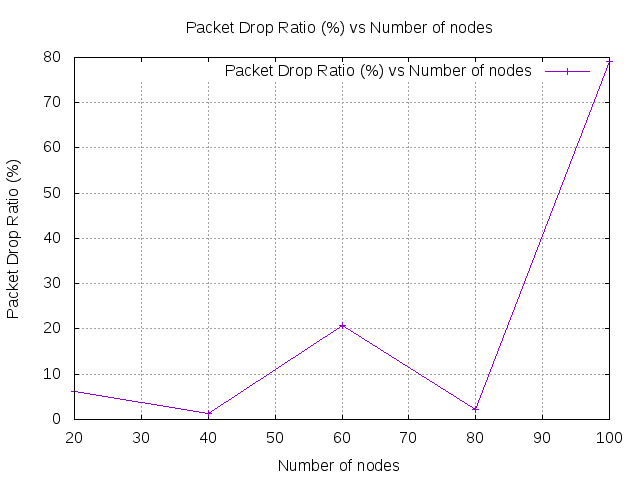 Packet Drop Ratio (%) vs Number of nodes
Packet Drop Ratio (%) vs Number of nodes
80
70
60
50
40
30
20
10
0
Packet Drop Ratio (%)
20 30 40 50 60 70 80 90 100
Number of nodes